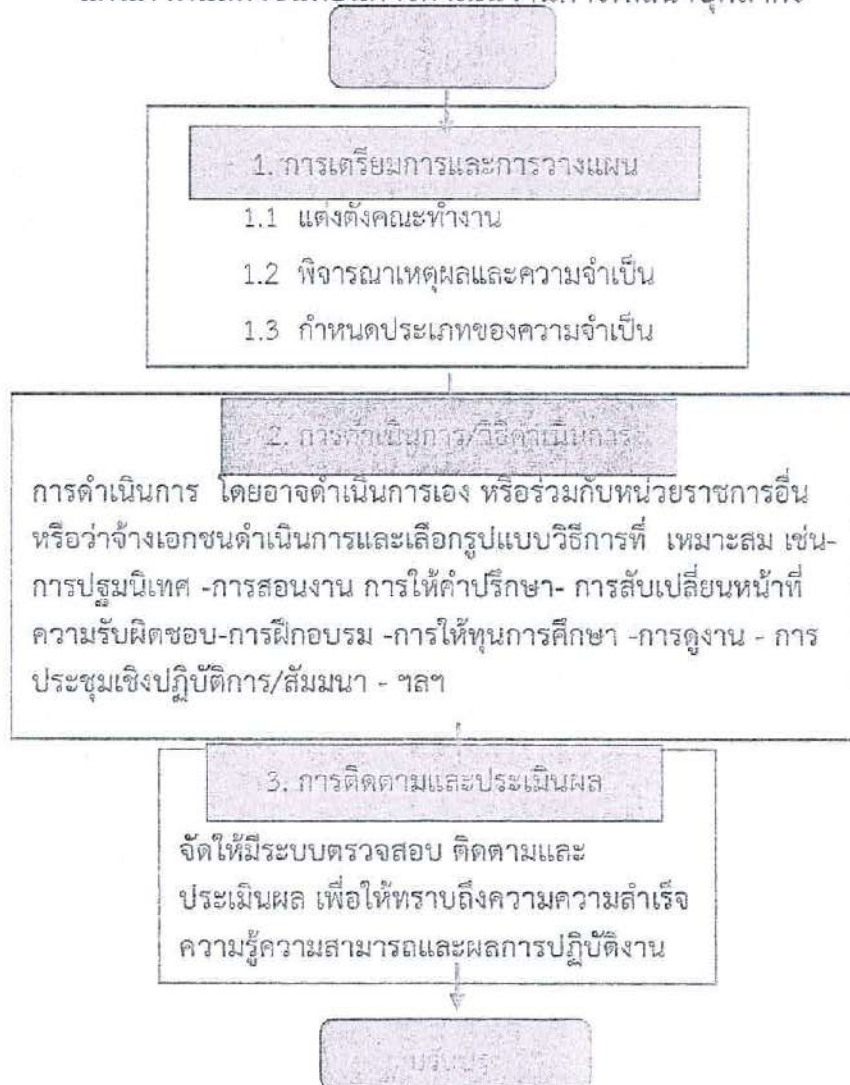 1. การเตรียมการและการวางแผน
1.1 แต่งตั้งคณะทำงาน
1.2 พิจารณาเหตุผลและความจำเป็น
1.3 กำหนดประเภทของความจำเป็น
2. การดำเนินการ/วิธีดำเนินการ
การดำเนินการ โดยอาจดำเนินการเอง หรือร่วมกับหน่วยราชการอื่น
หรือว่าจ้างเอกชนดำเนินการและเลือกรูปแบบวิธีการที่ เหมาะสม เช่น-
การปฐมนิเทศ -การสอนงาน การให้คำปรึกษา- การสับเปลี่ยนหน้าที่
ความรับผิดชอบ-การฝึกอบรม -การให้ทุนการศึกษา -การดูงาน - การ
ประชุมเชิงปฏิบัติการ/สัมมนา - ฯลฯ
3. การติดตามและประเมินผล
จัดให้มีระบบตรวจสอบ ติดตามและ
ประเมินผล เพื่อให้ทราบถึงความความสำเร็จ
ความรู้ความสามารถและผลการปฏิบัติงาน